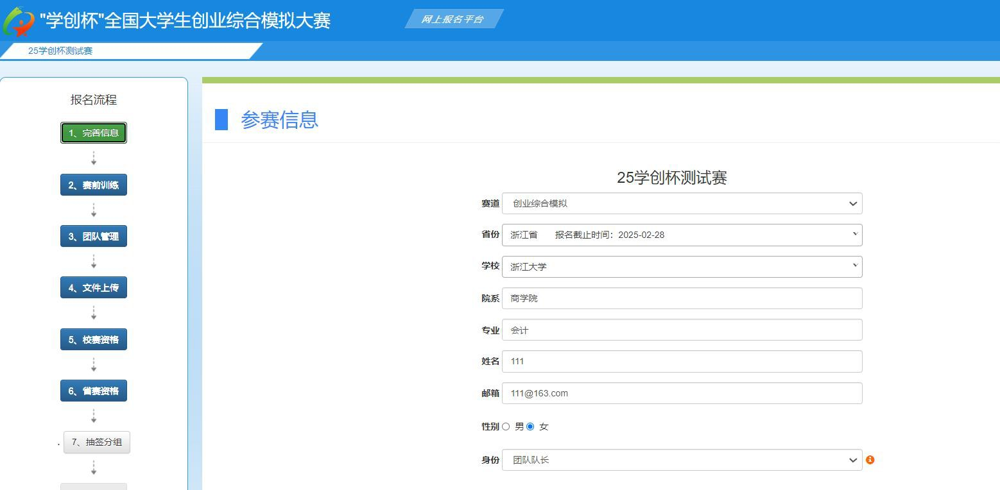 "学创杯"全国大学生创业综合模拟大赛
网上报名平台
25学创杯测试赛
报名流程
1、完善信息
2、赛前训练
3、团队管理
4、文件上传
5、校赛资格
6、省赛资格
. 7、抽签分组
参赛信息
25学创杯测试赛
赛道 创业综合模拟
省份 浙江省 报名截止时间：2025-02-28
学校 浙江大学
院系 商学院
专业 会计
姓名 111
邮箱 111@163.com
性别 男 女
身份 团队队长